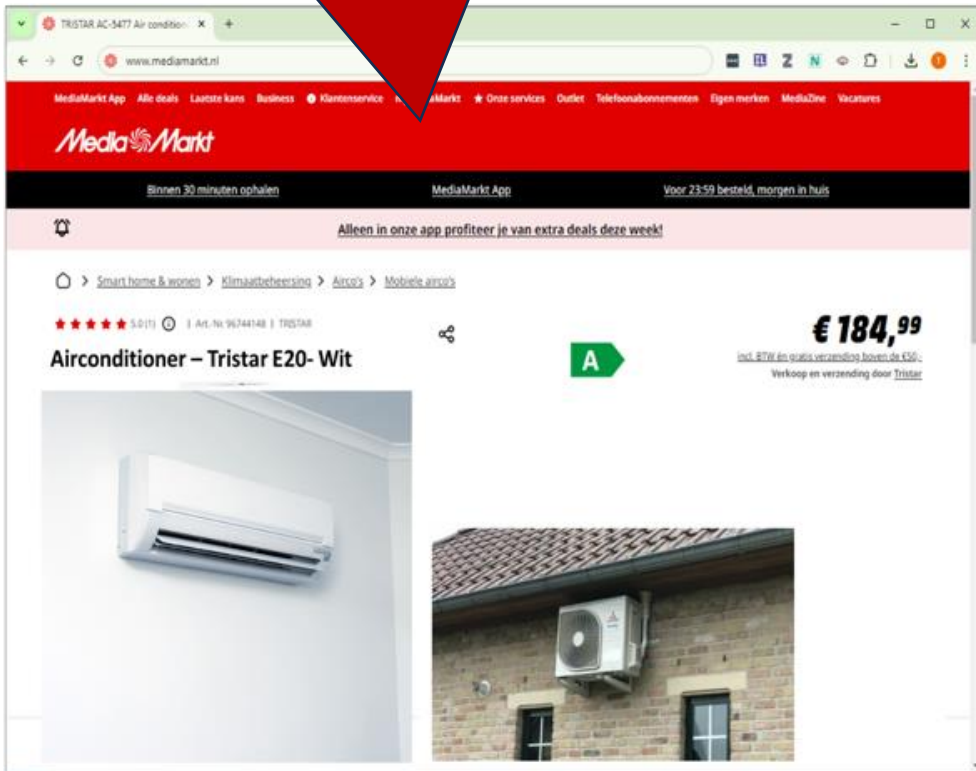 TRISTAR AC-5477 Air condition
www.mediamarkt.nl
MediaMarkt App Alle deals Laatste kans Business Klantenservice Markt Onze services Outlet Telefoonabonnementen Eigen merken MediaZine Vacatures
Media Markt
Binnen 30 minuten ophalen MediaMarkt App Voor 23:59 besteld, morgen in huis
Alleen in onze app profiteer je van extra deals deze week!
> Smart home & wonen > Klimaatbeheersing > Airco's > Mobiele airco's
5.0 (1) | Art.-Nr. 96744148 | TRISTAR
€ 184,99
Airconditioner – Tristar E20- Wit
A
incl. BTW én gratis verzending boven de €50,-
Verkoop en verzending door Tristar